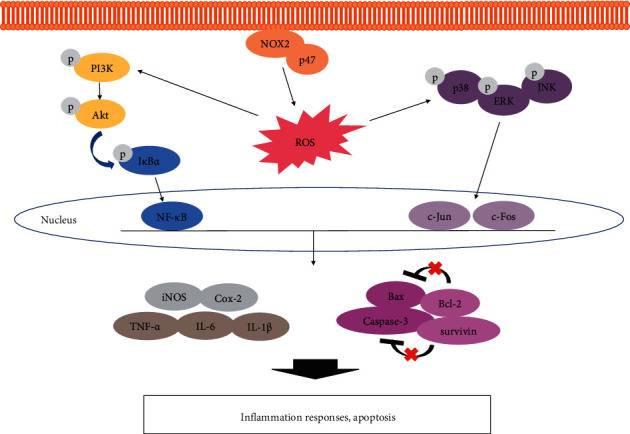 NOX2
p47
p
PI3K
p
p
JNK
p38
p
ERK
p
Akt
ROS
p
IκBα
Nucleus
NF-κB
c-Jun
c-Fos
iNOS
Cox-2
Bax
Bcl-2
TNF-α
IL-6
IL-1β
Caspase-3
survivin
Inflammation responses, apoptosis